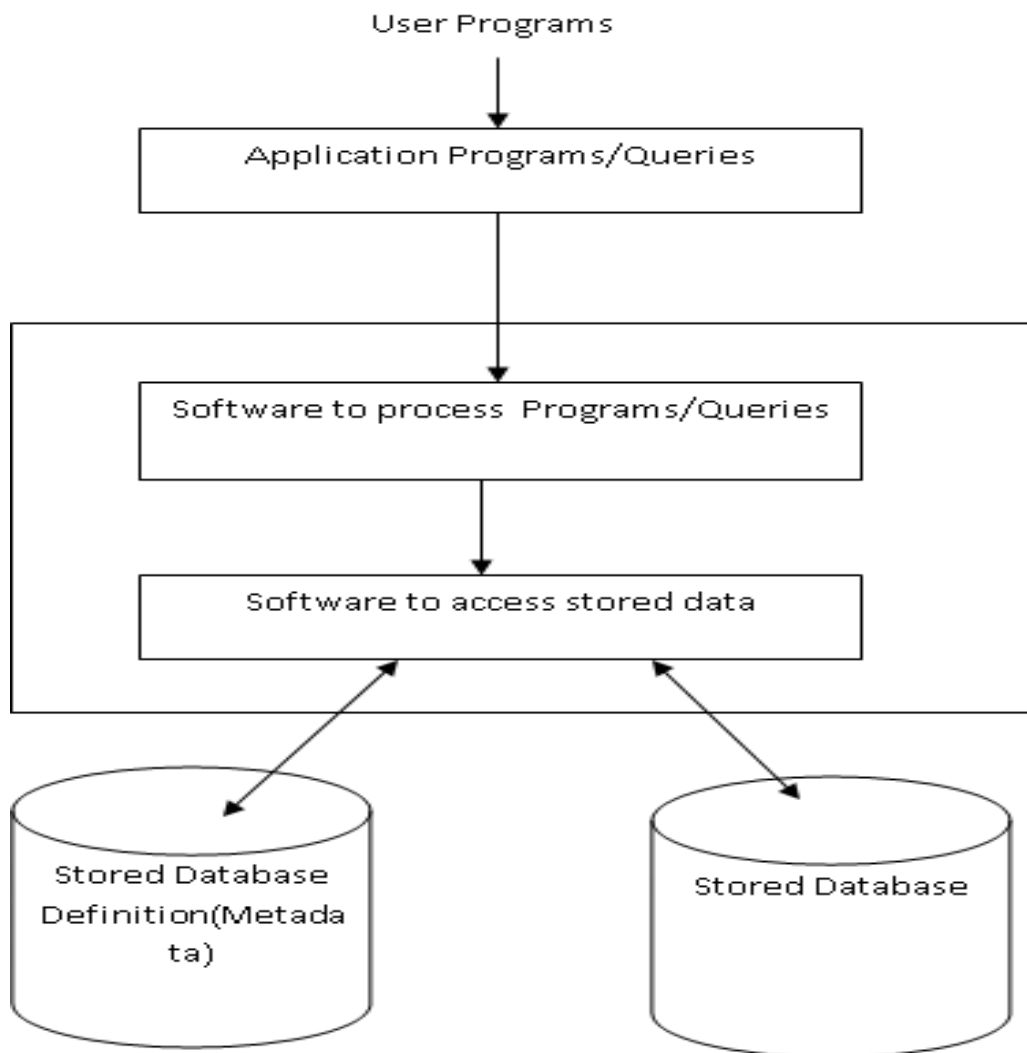 User Programs
Application Programs/Queries
Software to process Programs/Queries
Software to access stored data
Stored Database
Definition(Metada
ta)
Stored Database